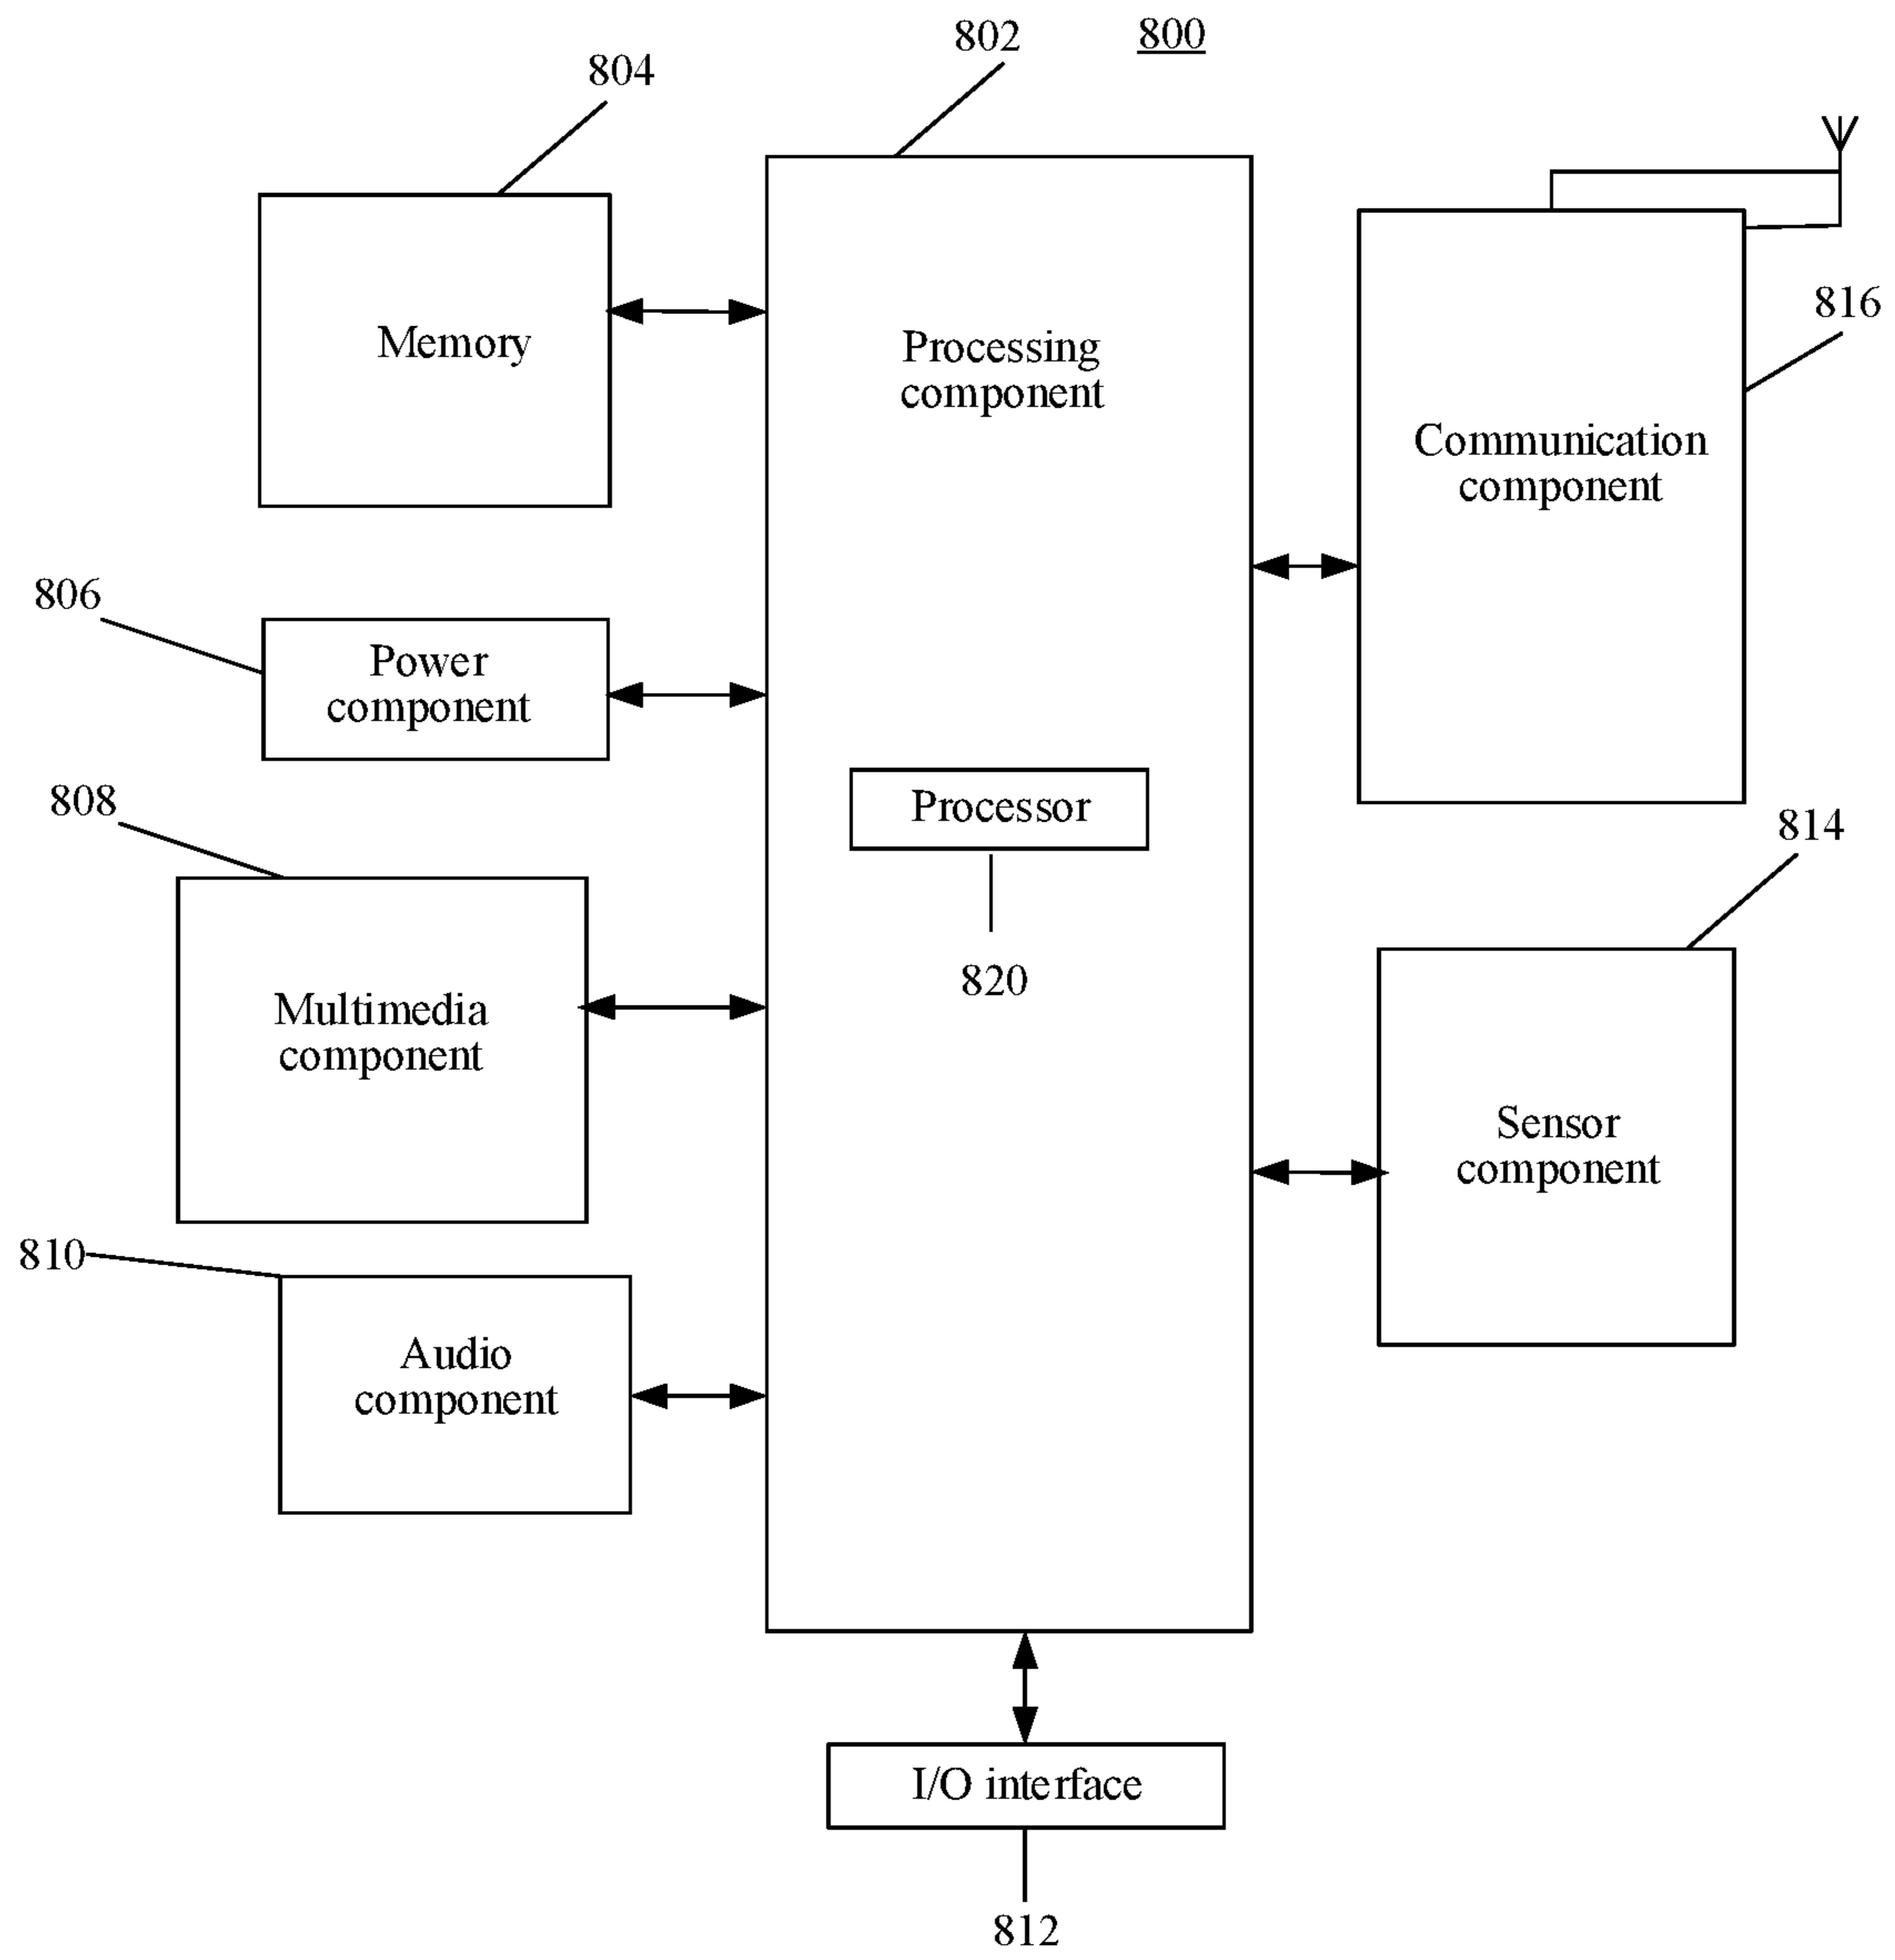 802
800
804
Memory
Processing
component
816
Communication
component
806
Power
component
808
Processor
814
820
Multimedia
component
Sensor
component
810
Audio
component
I/O interface
812